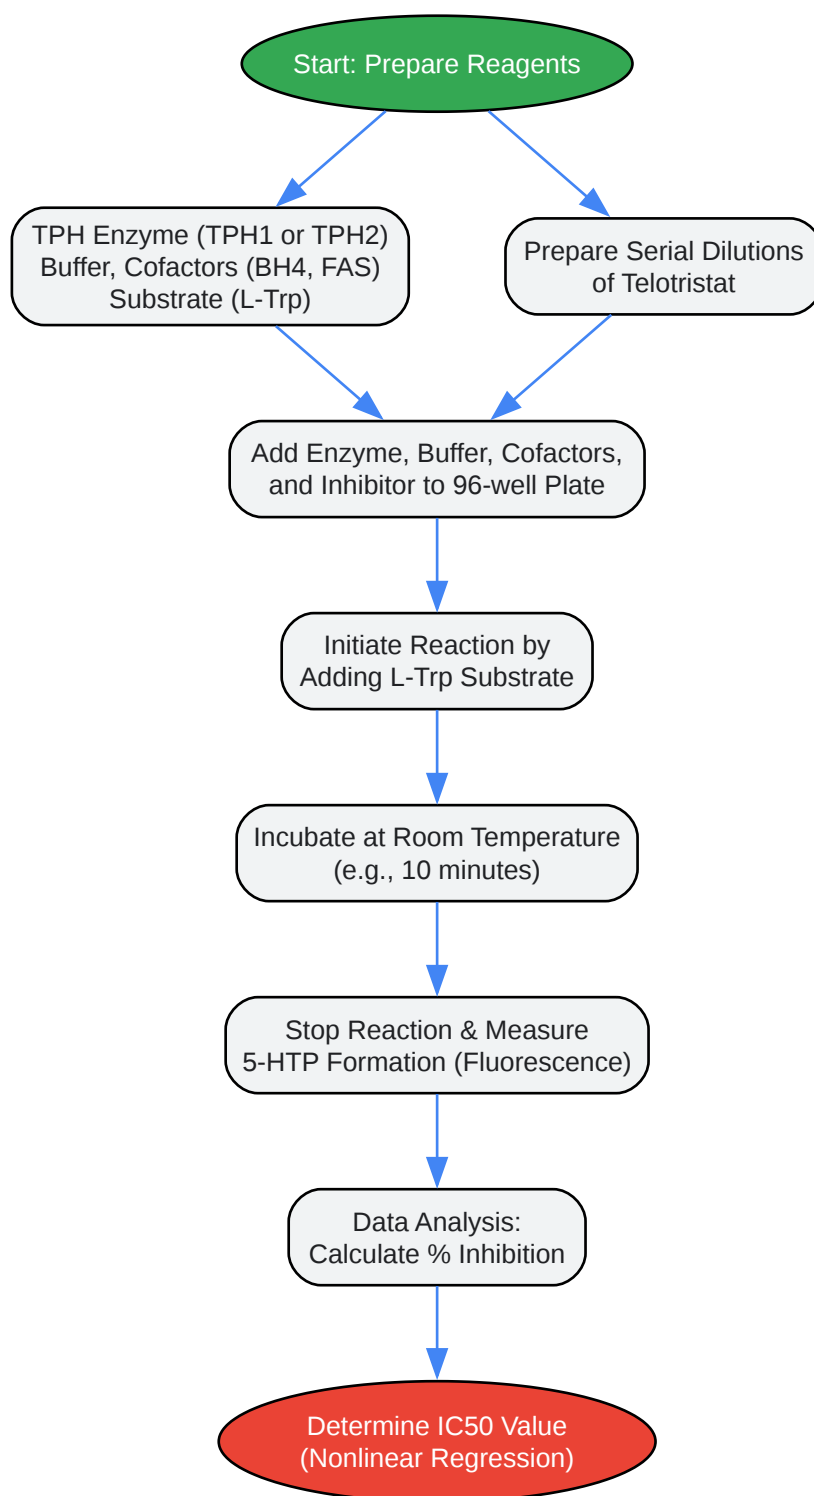 Start: Prepare Reagents
TPH Enzyme (TPH1 or TPH2)
Buffer, Cofactors (BH4, FAS)
Substrate (L-Trp)
Prepare Serial Dilutions
of Telotristat
Add Enzyme, Buffer, Cofactors,
and Inhibitor to 96-well Plate
Initiate Reaction by
Adding L-Trp Substrate
Incubate at Room Temperature
(e.g., 10 minutes)
Stop Reaction & Measure
5-HTP Formation (Fluorescence)
Data Analysis:
Calculate % Inhibition
Determine IC50 Value
(Nonlinear Regression)